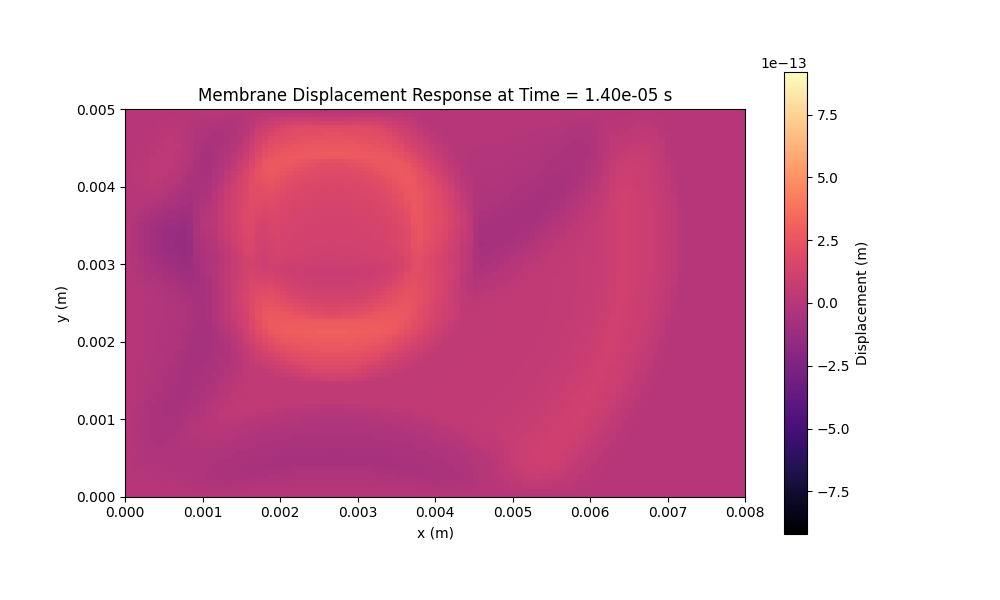 1e−13
Membrane Displacement Response at Time = 1.40e-05 s
0.005
0.004
0.003
0.002
0.001
0.000
y (m)
0.000 0.001 0.002 0.003 0.004 0.005 0.006 0.007 0.008
x (m)
7.5
5.0
2.5
0.0
−2.5
−5.0
−7.5
Displacement (m)